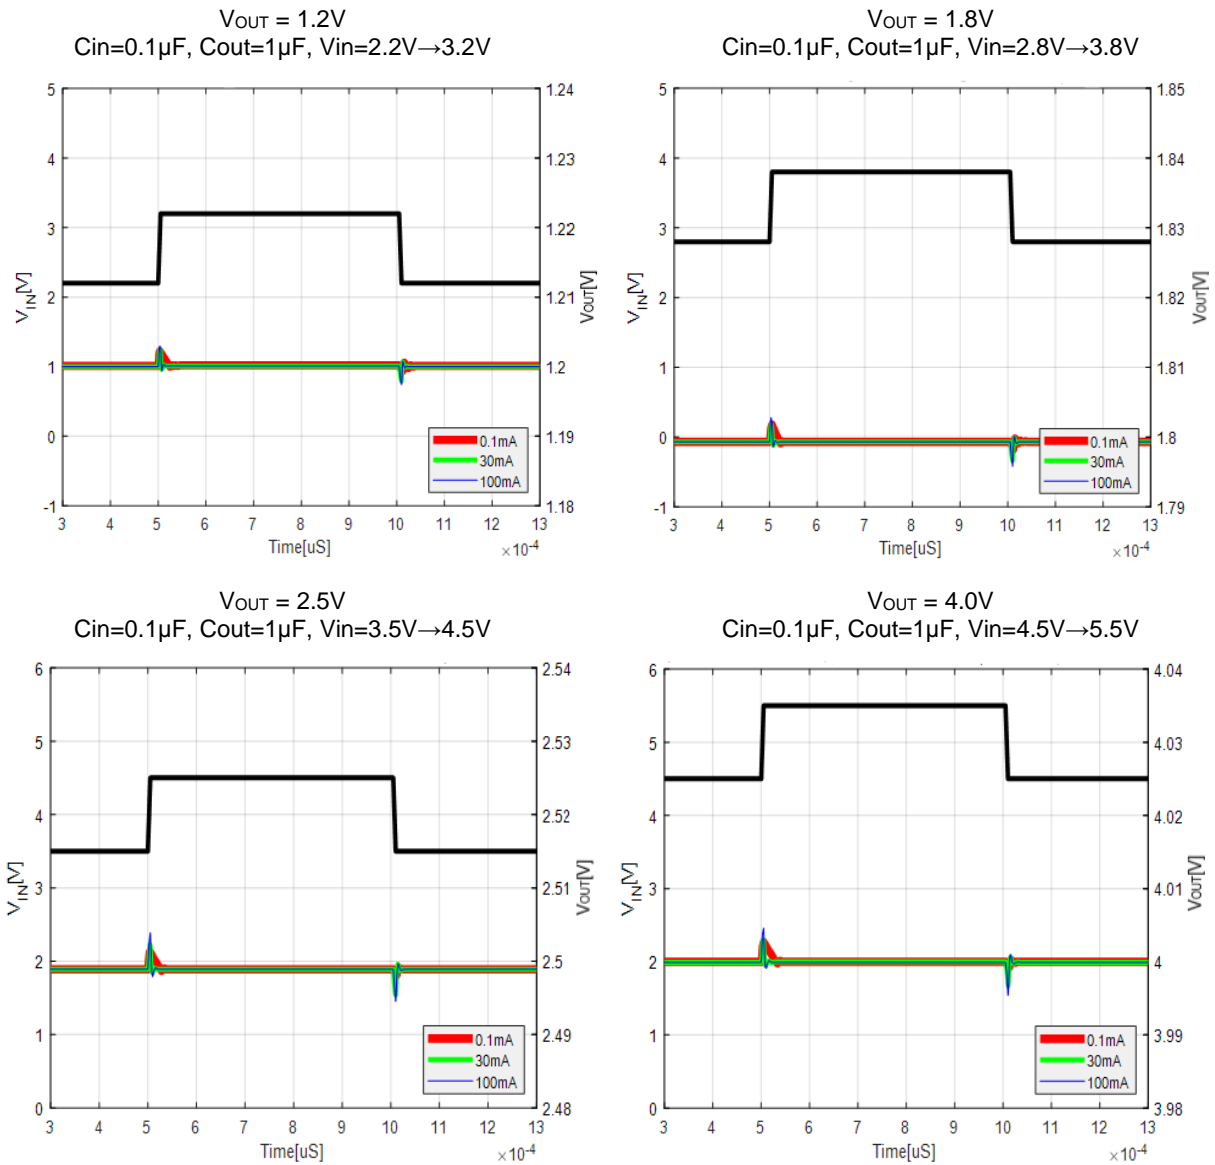 VOUT = 1.2V
Cin=0.1µF, Cout=1µF, Vin=2.2V→3.2V
5
4
3
2
1
0
-1
VIN[V]
1.24
1.23
1.22
1.21
1.2
1.19
1.18
VOUT[V]
0.1mA
30mA
100mA
3 4 5 6 7 8 9 10 11 12 13
Time[uS]
×10-4
VOUT = 1.8V
Cin=0.1µF, Cout=1µF, Vin=2.8V→3.8V
5
4
3
2
1
0
-1
VIN[V]
1.85
1.84
1.83
1.82
1.81
1.8
1.79
VOUT[V]
0.1mA
30mA
100mA
3 4 5 6 7 8 9 10 11 12 13
Time[uS]
×10-4
VOUT = 2.5V
Cin=0.1µF, Cout=1µF, Vin=3.5V→4.5V
6
5
4
3
2
1
0
VIN[V]
2.54
2.53
2.52
2.51
2.5
2.49
2.48
VOUT[V]
0.1mA
30mA
100mA
3 4 5 6 7 8 9 10 11 12 13
Time[uS]
×10-4
VOUT = 4.0V
Cin=0.1µF, Cout=1µF, Vin=4.5V→5.5V
6
5
4
3
2
1
0
VIN[V]
4.04
4.03
4.02
4.01
4
3.99
3.98
VOUT[V]
0.1mA
30mA
100mA
3 4 5 6 7 8 9 10 11 12 13
Time[uS]
×10-4